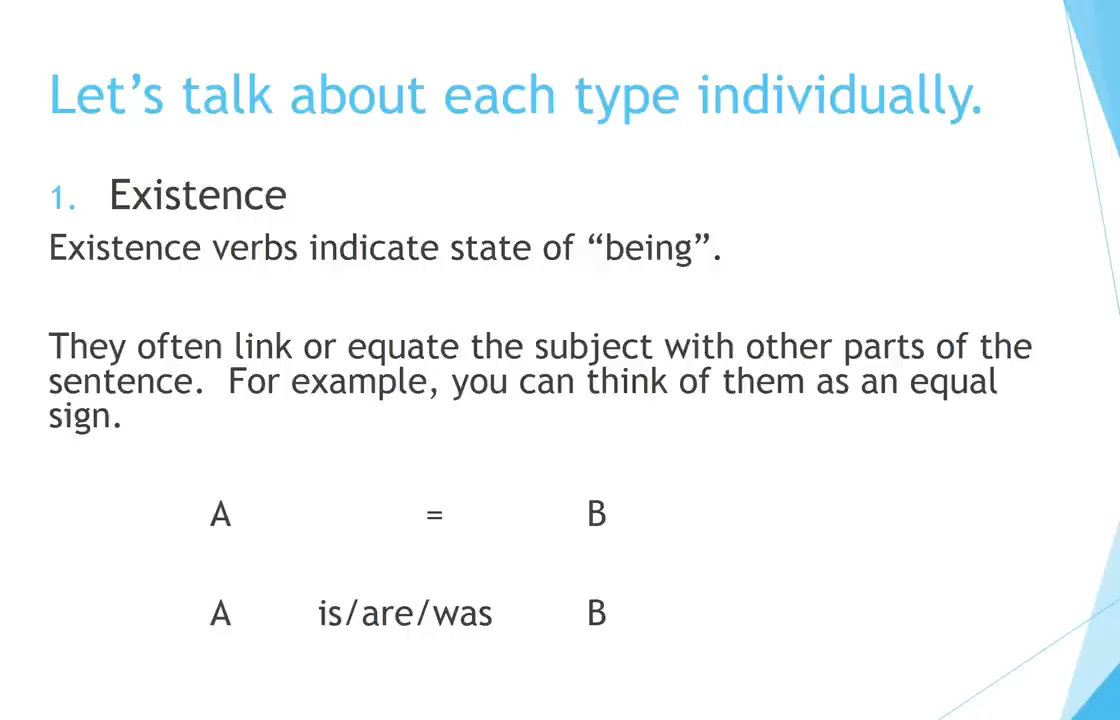 Let’s talk about each type individually.
1. Existence
Existence verbs indicate state of “being”.
They often link or equate the subject with other parts of the
sentence.  For example, you can think of them as an equal
sign.
A = B
A is/are/was B